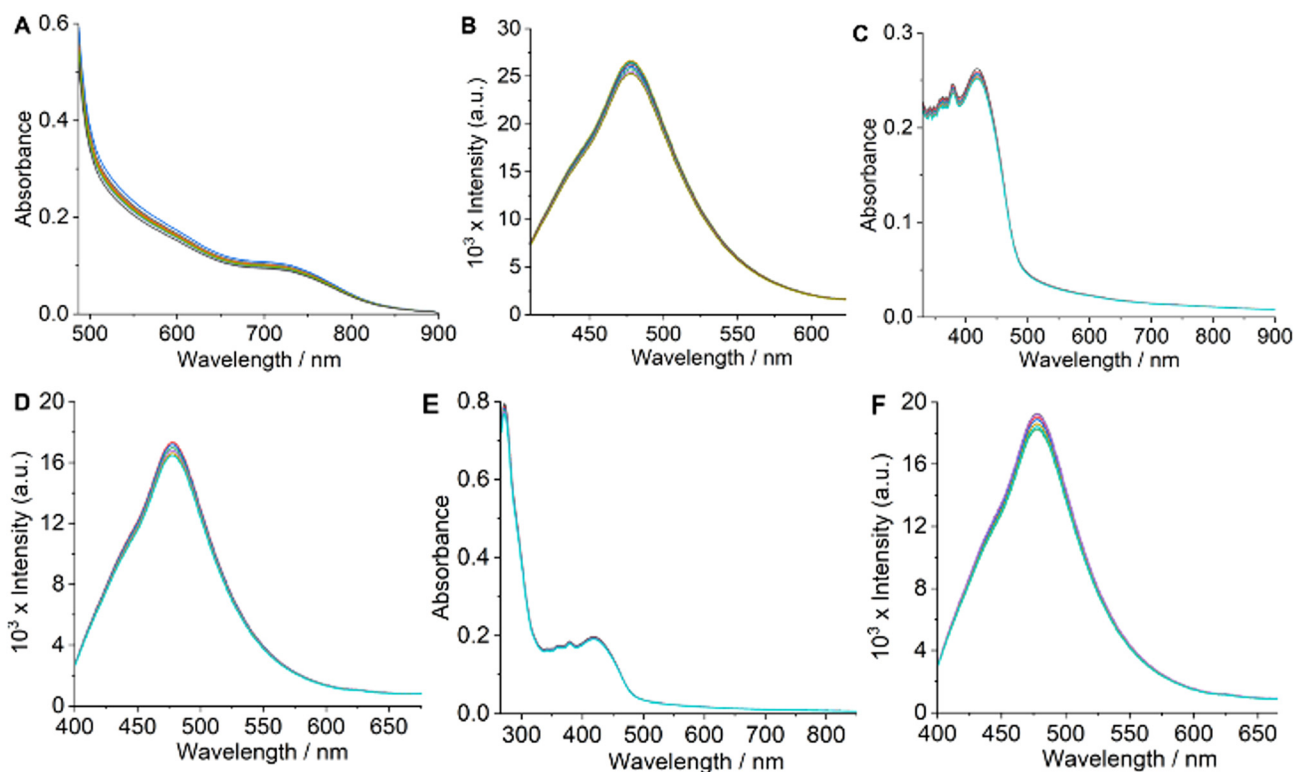 A
0.6
0.4
0.2
0.0
Absorbance
500 600 700 800 900
Wavelength / nm
B
30
25
20
15
10
5
0
10³ x Intensity (a.u.)
450 500 550 600
Wavelength / nm
C
0.3
0.2
0.1
0.0
Absorbance
400 500 600 700 800 900
Wavelength / nm
D
20
16
12
8
4
0
10³ x Intensity (a.u.)
400 450 500 550 600 650
Wavelength / nm
E
0.8
0.6
0.4
0.2
0.0
Absorbance
300 400 500 600 700 800
Wavelength / nm
F
20
16
12
8
4
0
10³ x Intensity (a.u.)
400 450 500 550 600 650
Wavelength / nm